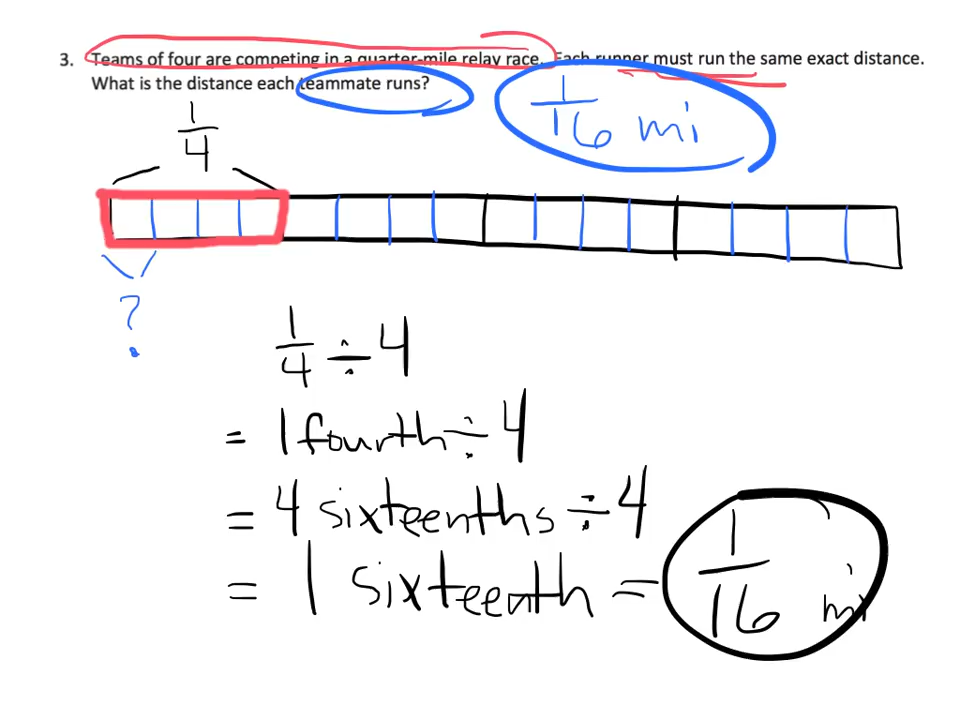 3. Teams of four are competing in a quarter-mile relay race. Each runner must run the same exact distance.
What is the distance each teammate runs?
1/16 mi
1/4
?
1/4 ÷ 4
= 1 fourth ÷ 4
= 4 sixteenths ÷ 4
= 1 sixteenth = 1/16 mi